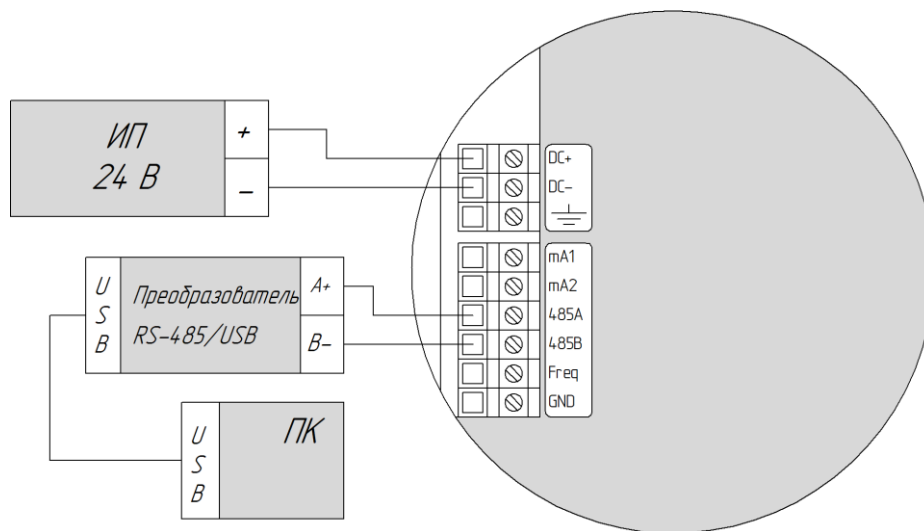 ИП
24 В
+
-
DC+
DC-
U
S
B
Преобразователь
RS-485/USB
A+
B-
mA1
mA2
485A
485B
Freq
GND
U
S
B
ПК